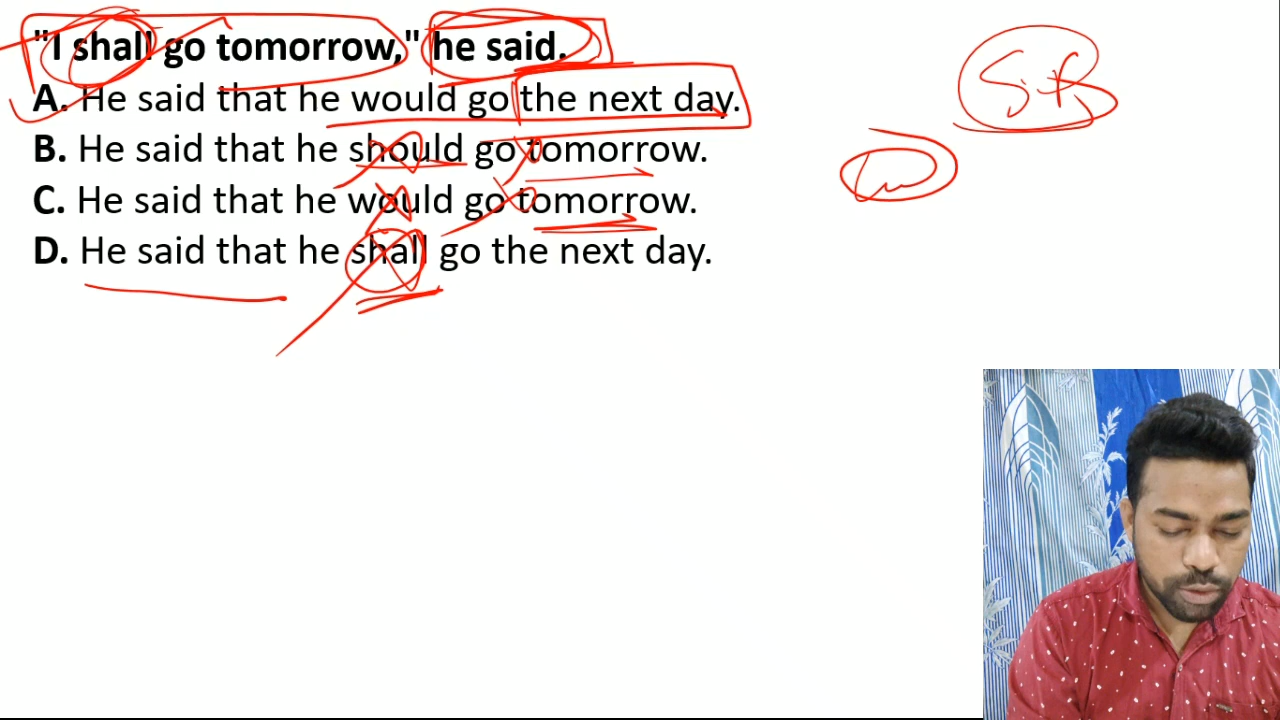 "I shall go tomorrow," he said.
A. He said that he would go the next day.
B. He said that he should go tomorrow.
C. He said that he would go tomorrow.
D. He said that he shall go the next day.